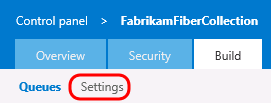 Control panel > FabrikamFiberCollection
Overview Security Build
Queues Settings